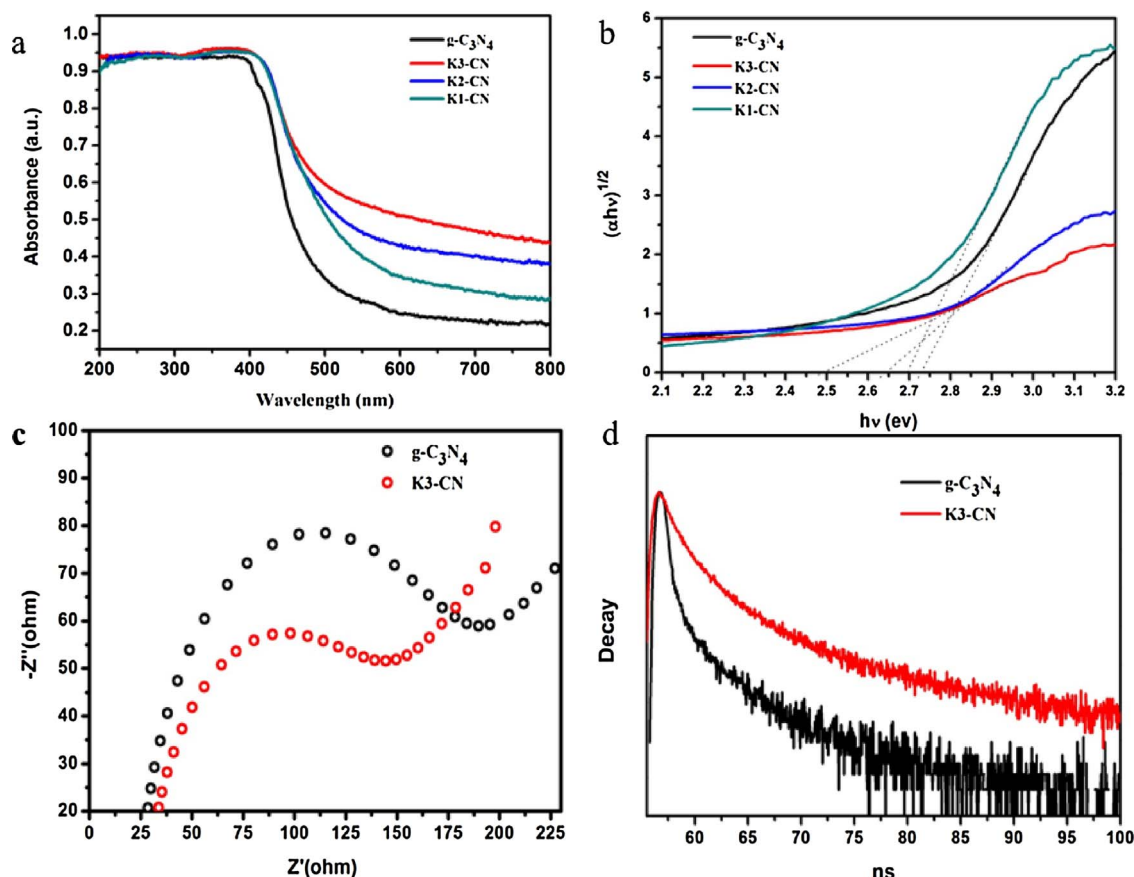 a
1.0
0.9
0.8
0.7
0.6
0.5
0.4
0.3
0.2
200 300 400 500 600 700 800
Absorbance (a.u.)
Wavelength (nm)
g-C₃N₄
K3-CN
K2-CN
K1-CN
b
6
5
4
3
2
1
0
2.1 2.2 2.4 2.5 2.6 2.7 2.8 2.9 3.0 3.1 3.2
(αhν)^1/2
hν (ev)
g-C₃N₄
K3-CN
K2-CN
K1-CN
c
100
90
80
70
60
50
40
30
20
0 25 50 75 100 125 150 175 200 225
-Z''(ohm)
Z'(ohm)
g-C₃N₄
K3-CN
d
60 65 70 75 80 85 90 95 100
Decay
ns
g-C₃N₄
K3-CN